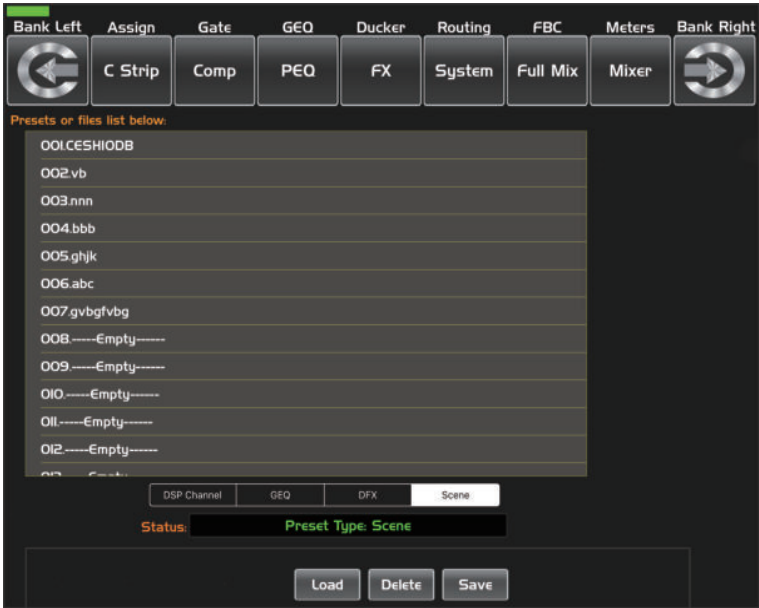 Bank Left Assign Gate GEQ Ducker Routing FBC Meters Bank Right
C Strip Comp PEQ FX System Full Mix Mixer
Presets or files list below:
001.CESHI0DB
002.vb
003.nnn
004.bbb
005.ghjk
006.abc
007.gvbgfvbg
008.-----Empty------
009.-----Empty------
010.-----Empty------
011.-----Empty------
012.-----Empty------
DSP Channel GEQ DFX Scene
Status: Preset Type: Scene
Load Delete Save